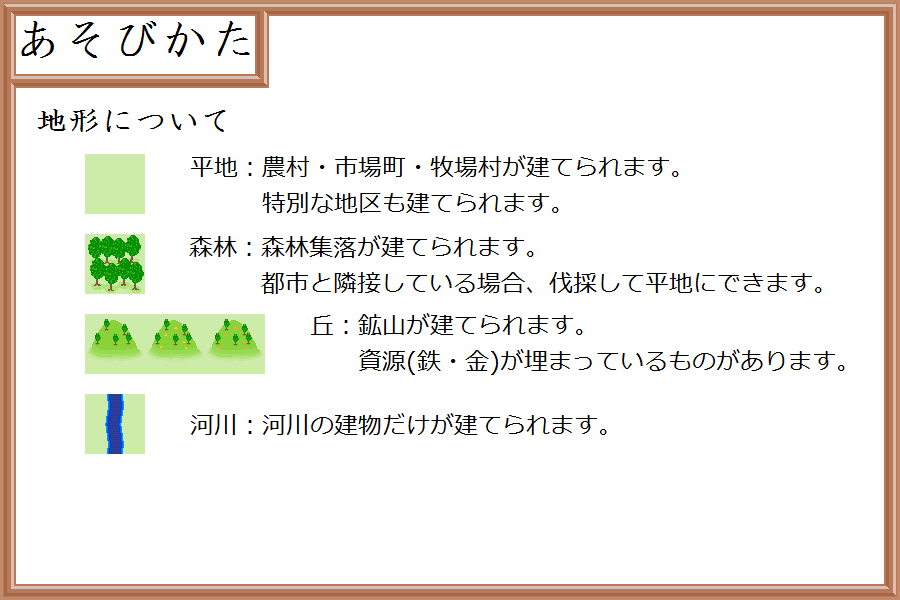 あそびかた
地形について
平地：農村・市場町・牧場村が建てられます。
特別な地区も建てられます。
森林：森林集落が建てられます。
都市と隣接している場合、伐採して平地にできます。
丘：鉱山が建てられます。
資源(鉄・金)が埋まっているものがあります。
河川：河川の建物だけが建てられます。